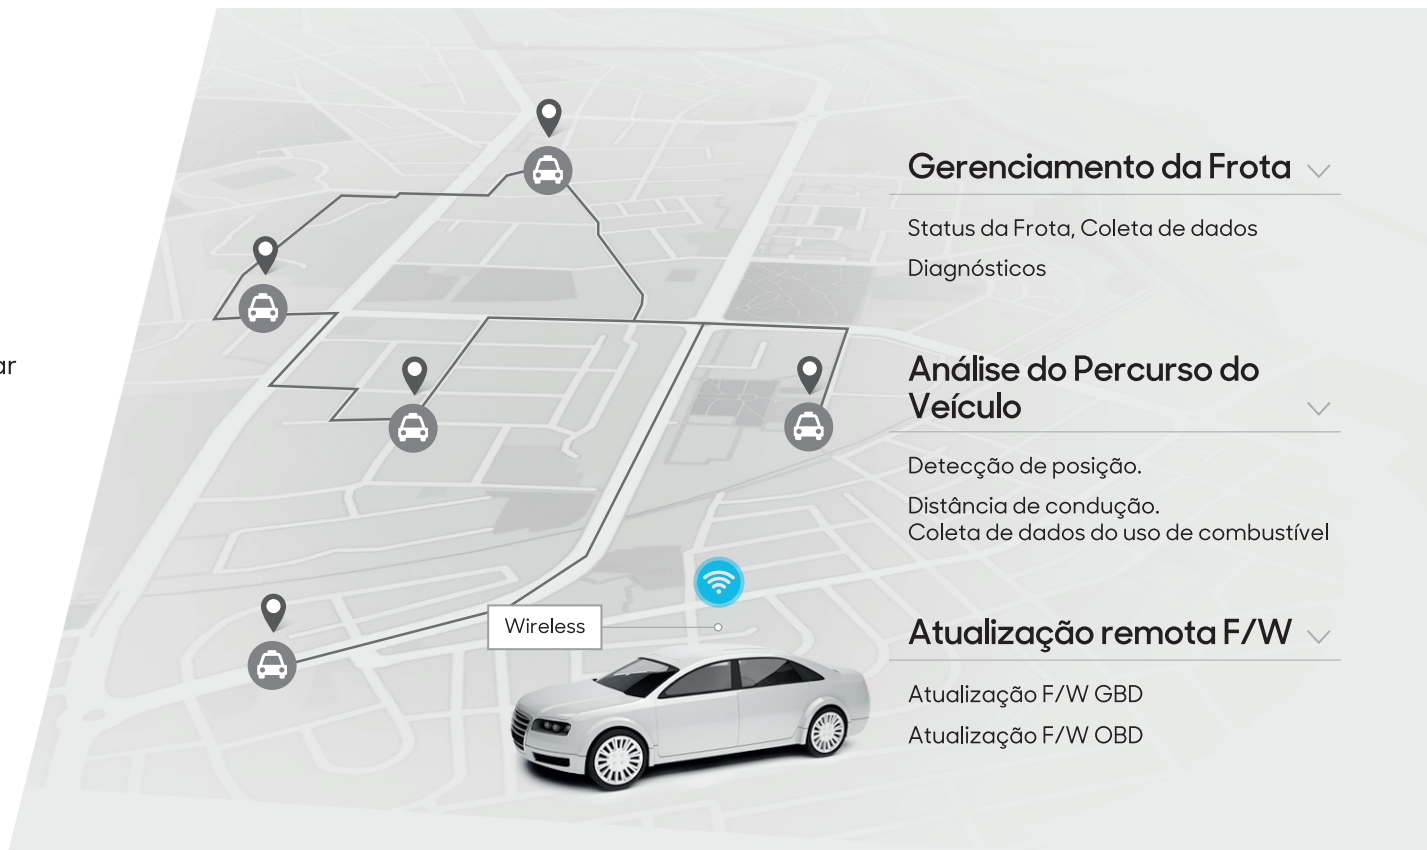 Gerenciamento da Frota
Status da Frota, Coleta de dados
Diagnósticos
ar
Análise do Percurso do
Veículo
Detecção de posição.
Distância de condução.
Coleta de dados do uso de combustível
Wireless
Atualização remota F/W
Atualização F/W GBD
Atualização F/W OBD